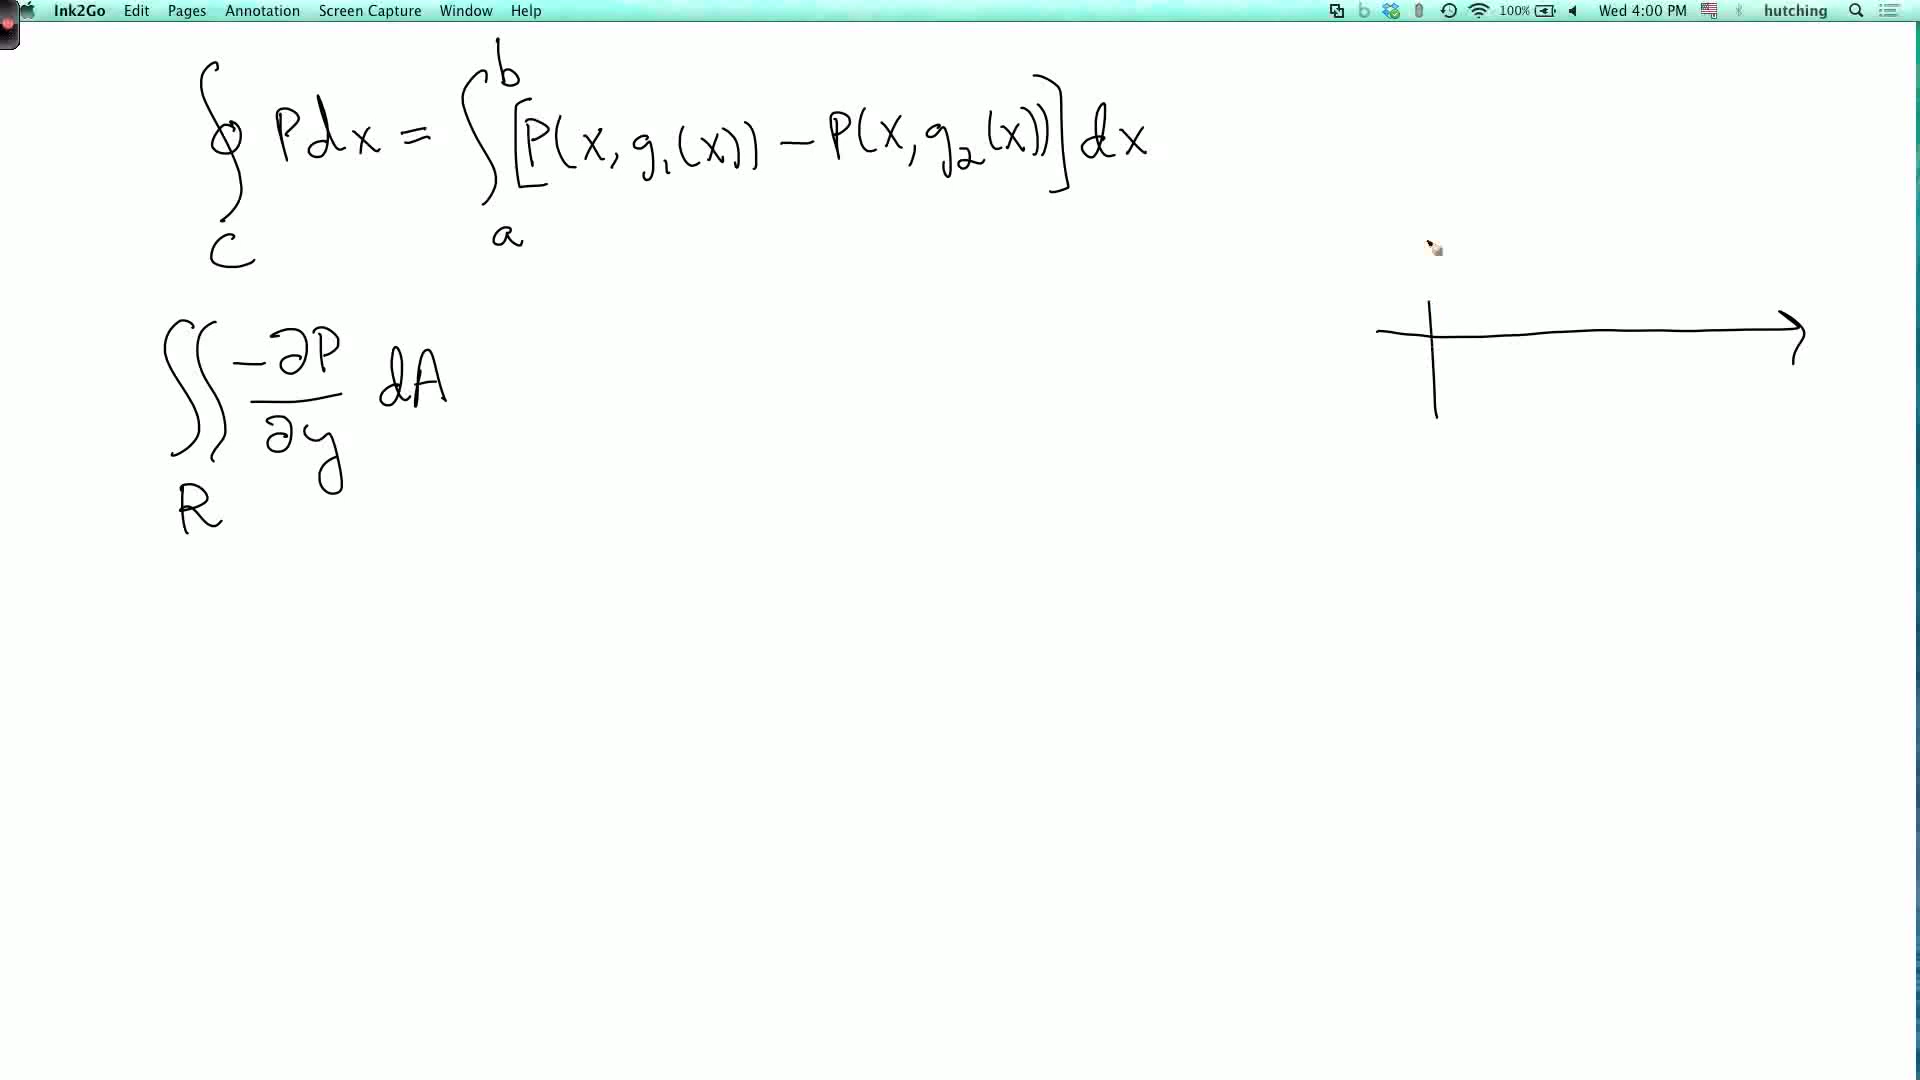 Ink2Go Edit Pages Annotation Screen Capture Window Help 100% Wed 4:00 PM hutching
∮_C P dx = ∫_a^b [P(x, g₁(x)) − P(x, g₂(x))] dx
∬_R −∂P/∂y dA